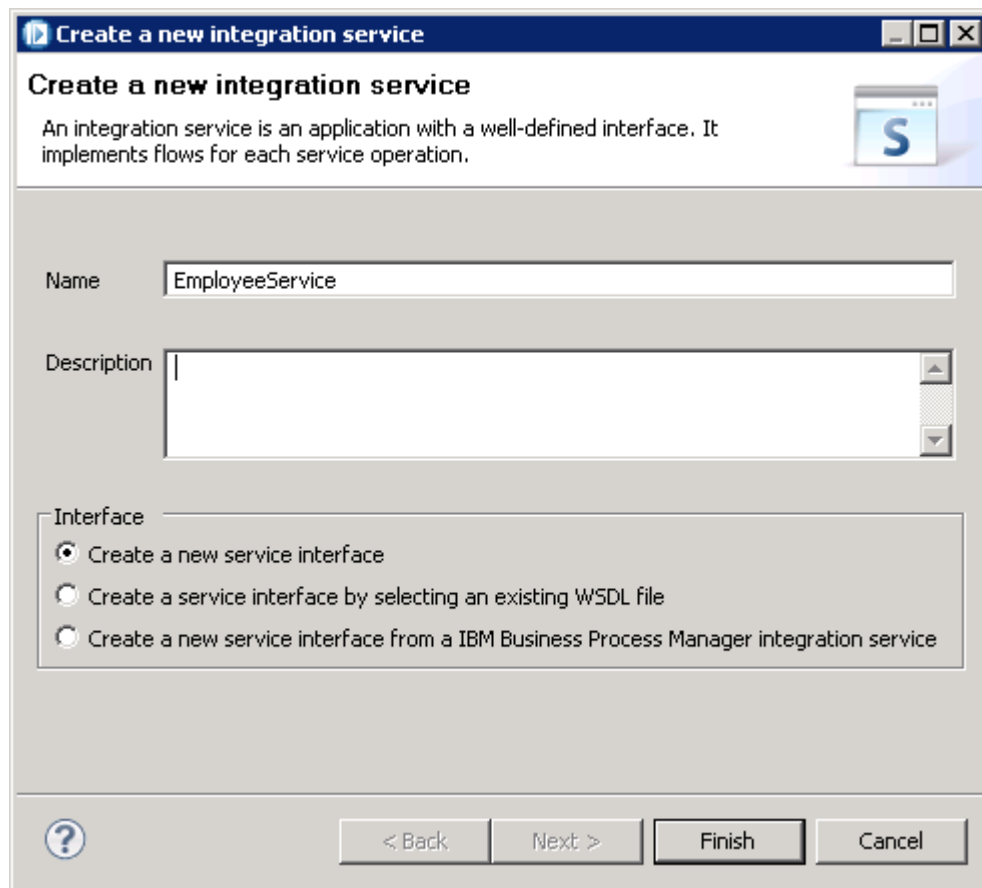 Create a new integration service
Create a new integration service
An integration service is an application with a well-defined interface. It
implements flows for each service operation.
S
Name
EmployeeService
Description
Interface
Create a new service interface
Create a service interface by selecting an existing WSDL file
Create a new service interface from a IBM Business Process Manager integration service
?
< Back
Next >
Finish
Cancel